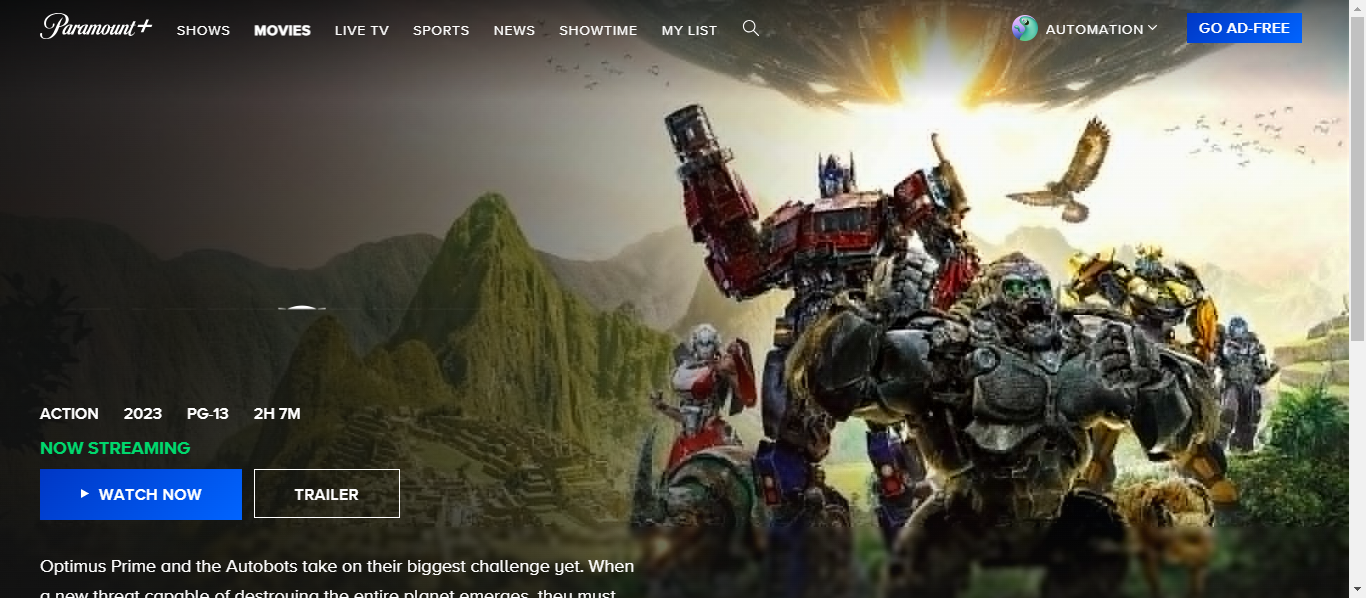 Paramount+ SHOWS MOVIES LIVE TV SPORTS NEWS SHOWTIME MY LIST AUTOMATION GO AD-FREE
ACTION 2023 PG-13 2H 7M
NOW STREAMING
WATCH NOW TRAILER
Optimus Prime and the Autobots take on their biggest challenge yet. When
a new threat capable of destroying the entire planet emerges, they must